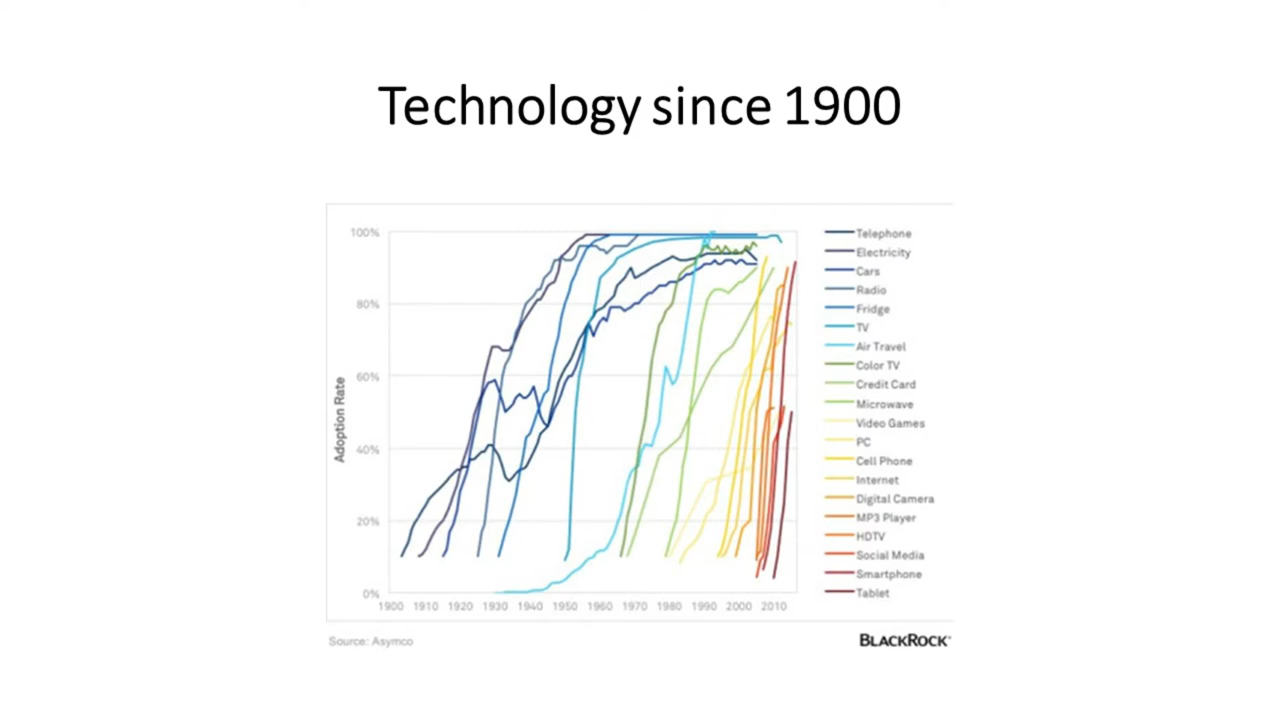 Technology since 1900
100%
80%
60%
40%
20%
0%
Adoption Rate
1900 1910 1920 1930 1940 1950 1960 1970 1980 1990 2000 2010
Telephone
Electricity
Cars
Radio
Fridge
TV
Air Travel
Color TV
Credit Card
Microwave
Video Games
PC
Cell Phone
Internet
Digital Camera
MP3 Player
HDTV
Social Media
Smartphone
Tablet
Source: Asymco
BLACKROCK